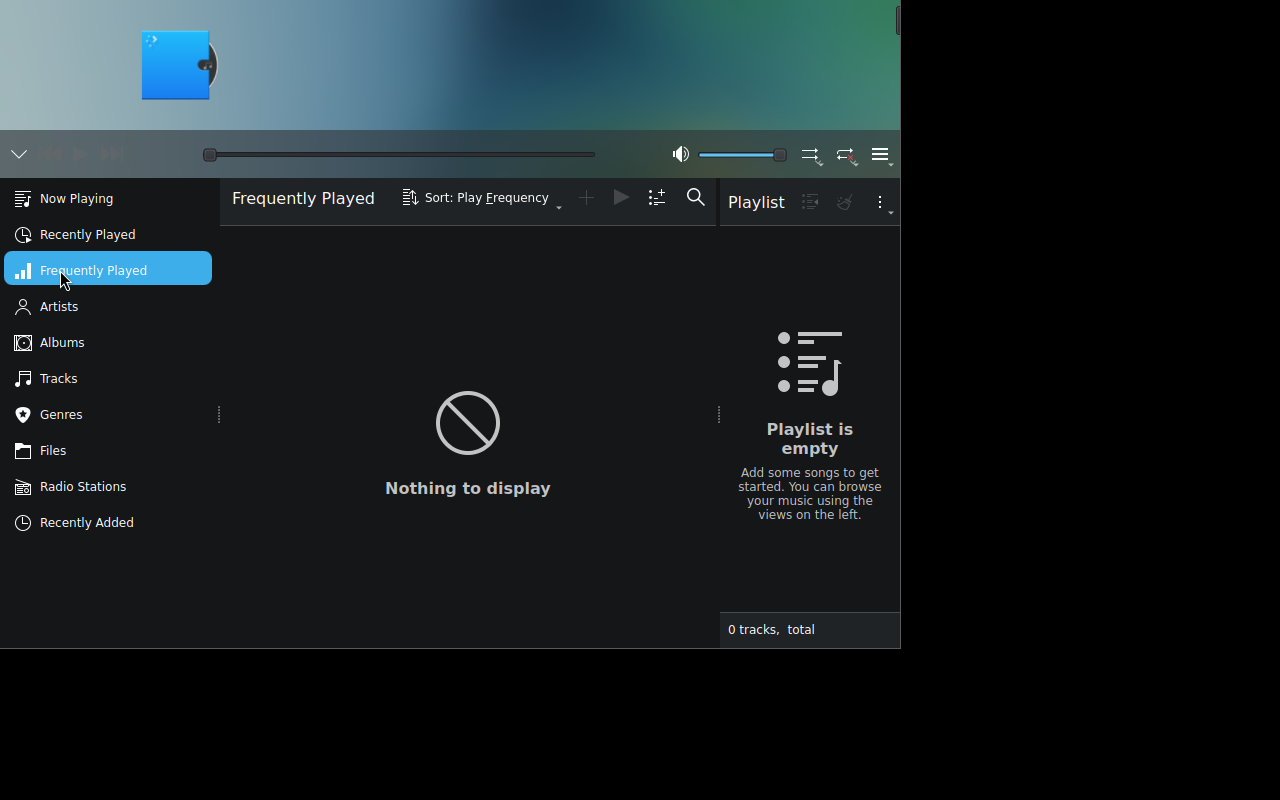 Now Playing
Recently Played
Frequently Played
Artists
Albums
Tracks
Genres
Files
Radio Stations
Recently Added
Frequently Played
Sort: Play Frequency
Nothing to display
Playlist
Playlist is
empty
Add some songs to get
started. You can browse
your music using the
views on the left.
0 tracks,  total